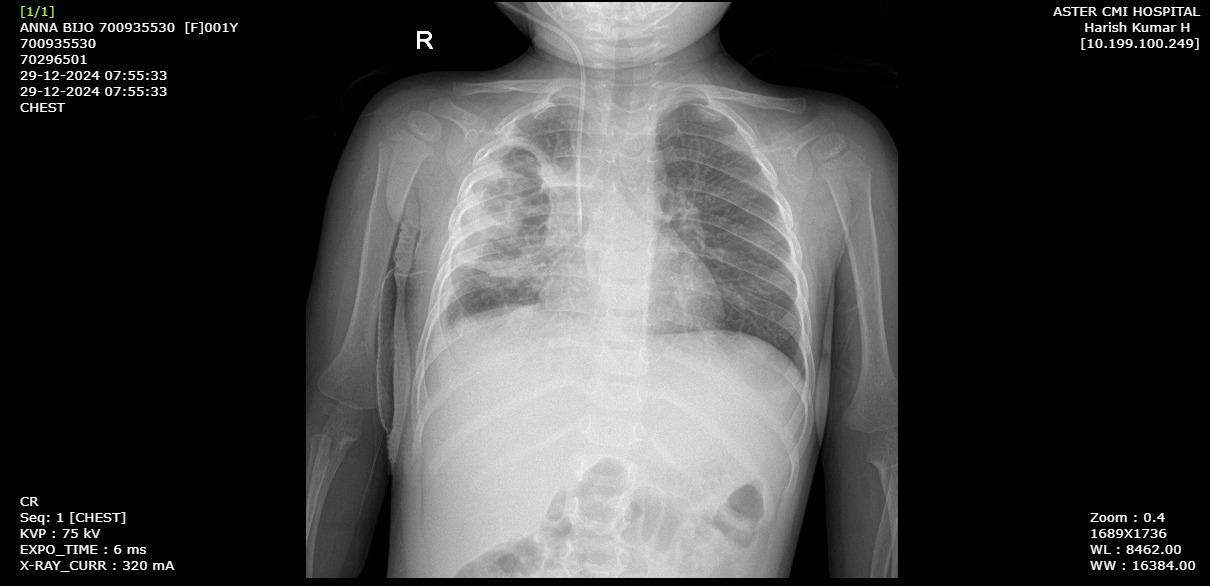 [1/1]
ANNA BIJO 700935530 [F]001Y
700935530
70296501
29-12-2024 07:55:33
29-12-2024 07:55:33
CHEST
R
ASTER CMI HOSPITAL
Harish Kumar H
[10.199.100.249]
CR
Seq: 1 [CHEST]
KVP : 75 kV
EXPO_TIME : 6 ms
X-RAY_CURR : 320 mA
Zoom : 0.4
1689X1736
WL : 8462.00
WW : 16384.00